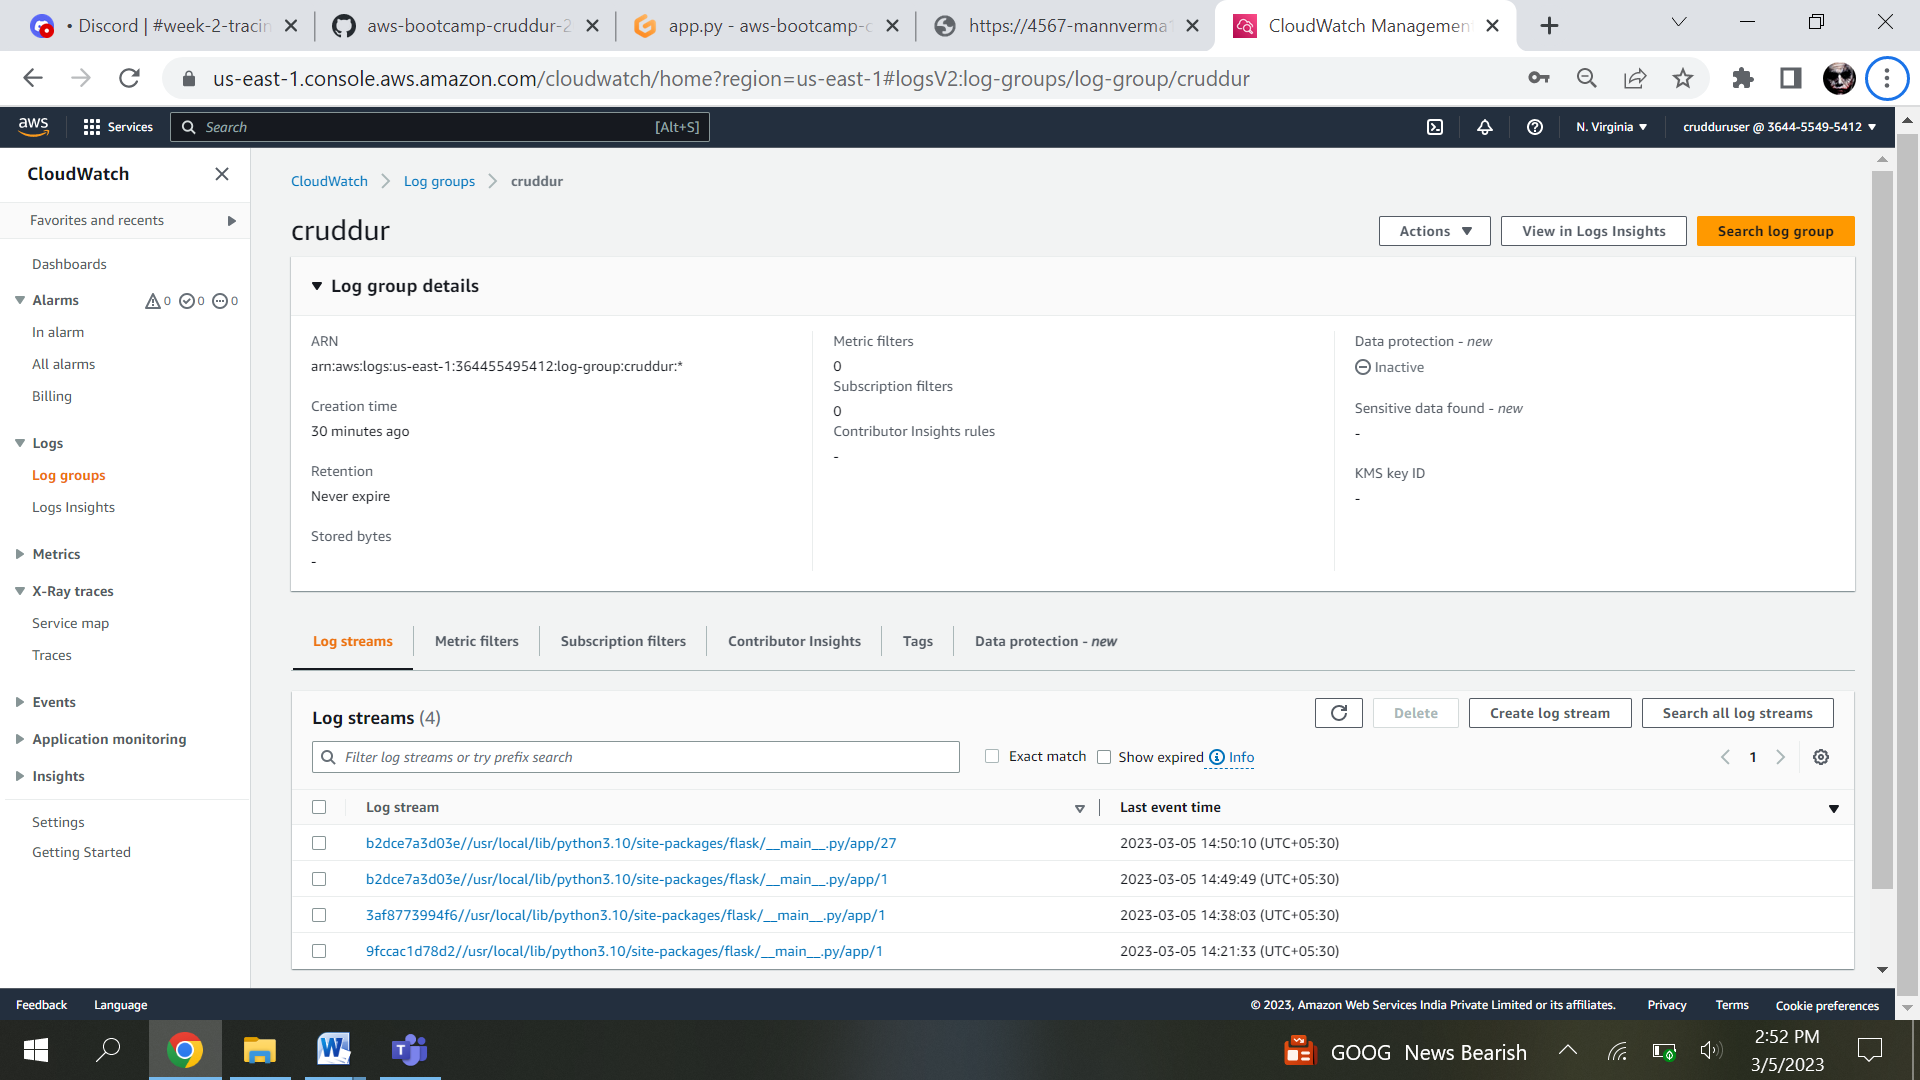 • Discord | #week-2-tracin
aws-bootcamp-cruddur-2
app.py - aws-bootcamp-c
https://4567-mannverma1
CloudWatch Management
us-east-1.console.aws.amazon.com/cloudwatch/home?region=us-east-1#logsV2:log-groups/log-group/cruddur
aws
Services
Search
[Alt+S]
N. Virginia
crudduruser @ 3644-5549-5412
CloudWatch
Favorites and recents
Dashboards
Alarms
0
0
0
In alarm
All alarms
Billing
Logs
Log groups
Logs Insights
Metrics
X-Ray traces
Service map
Traces
Events
Application monitoring
Insights
Settings
Getting Started
CloudWatch
Log groups
cruddur
cruddur
Actions
View in Logs Insights
Search log group
Log group details
ARN
arn:aws:logs:us-east-1:364455495412:log-group:cruddur:*
Creation time
30 minutes ago
Retention
Never expire
Stored bytes
-
Metric filters
0
Subscription filters
0
Contributor Insights rules
-
Data protection - new
Inactive
Sensitive data found - new
-
KMS key ID
-
Log streams
Metric filters
Subscription filters
Contributor Insights
Tags
Data protection - new
Log streams (4)
Delete
Create log stream
Search all log streams
Filter log streams or try prefix search
Exact match
Show expired
Info
1
Log stream
Last event time
b2dce7a3d03e//usr/local/lib/python3.10/site-packages/flask/__main__.py/app/27
2023-03-05 14:50:10 (UTC+05:30)
b2dce7a3d03e//usr/local/lib/python3.10/site-packages/flask/__main__.py/app/1
2023-03-05 14:49:49 (UTC+05:30)
3af8773994f6//usr/local/lib/python3.10/site-packages/flask/__main__.py/app/1
2023-03-05 14:38:03 (UTC+05:30)
9fccac1d78d2//usr/local/lib/python3.10/site-packages/flask/__main__.py/app/1
2023-03-05 14:21:33 (UTC+05:30)
Feedback
Language
© 2023, Amazon Web Services India Private Limited or its affiliates.
Privacy
Terms
Cookie preferences
W
T
GOOG News Bearish
2:52 PM
3/5/2023